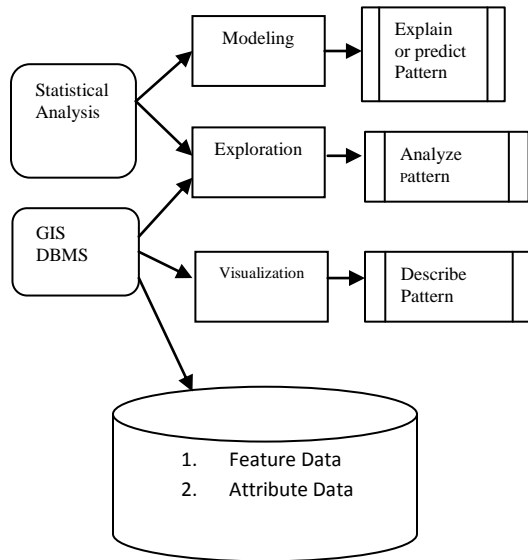 Modeling
Explain
or predict
Pattern
Statistical
Analysis
Exploration
Analyze
pattern
GIS
DBMS
Visualization
Describe
Pattern
1. Feature Data
2. Attribute Data